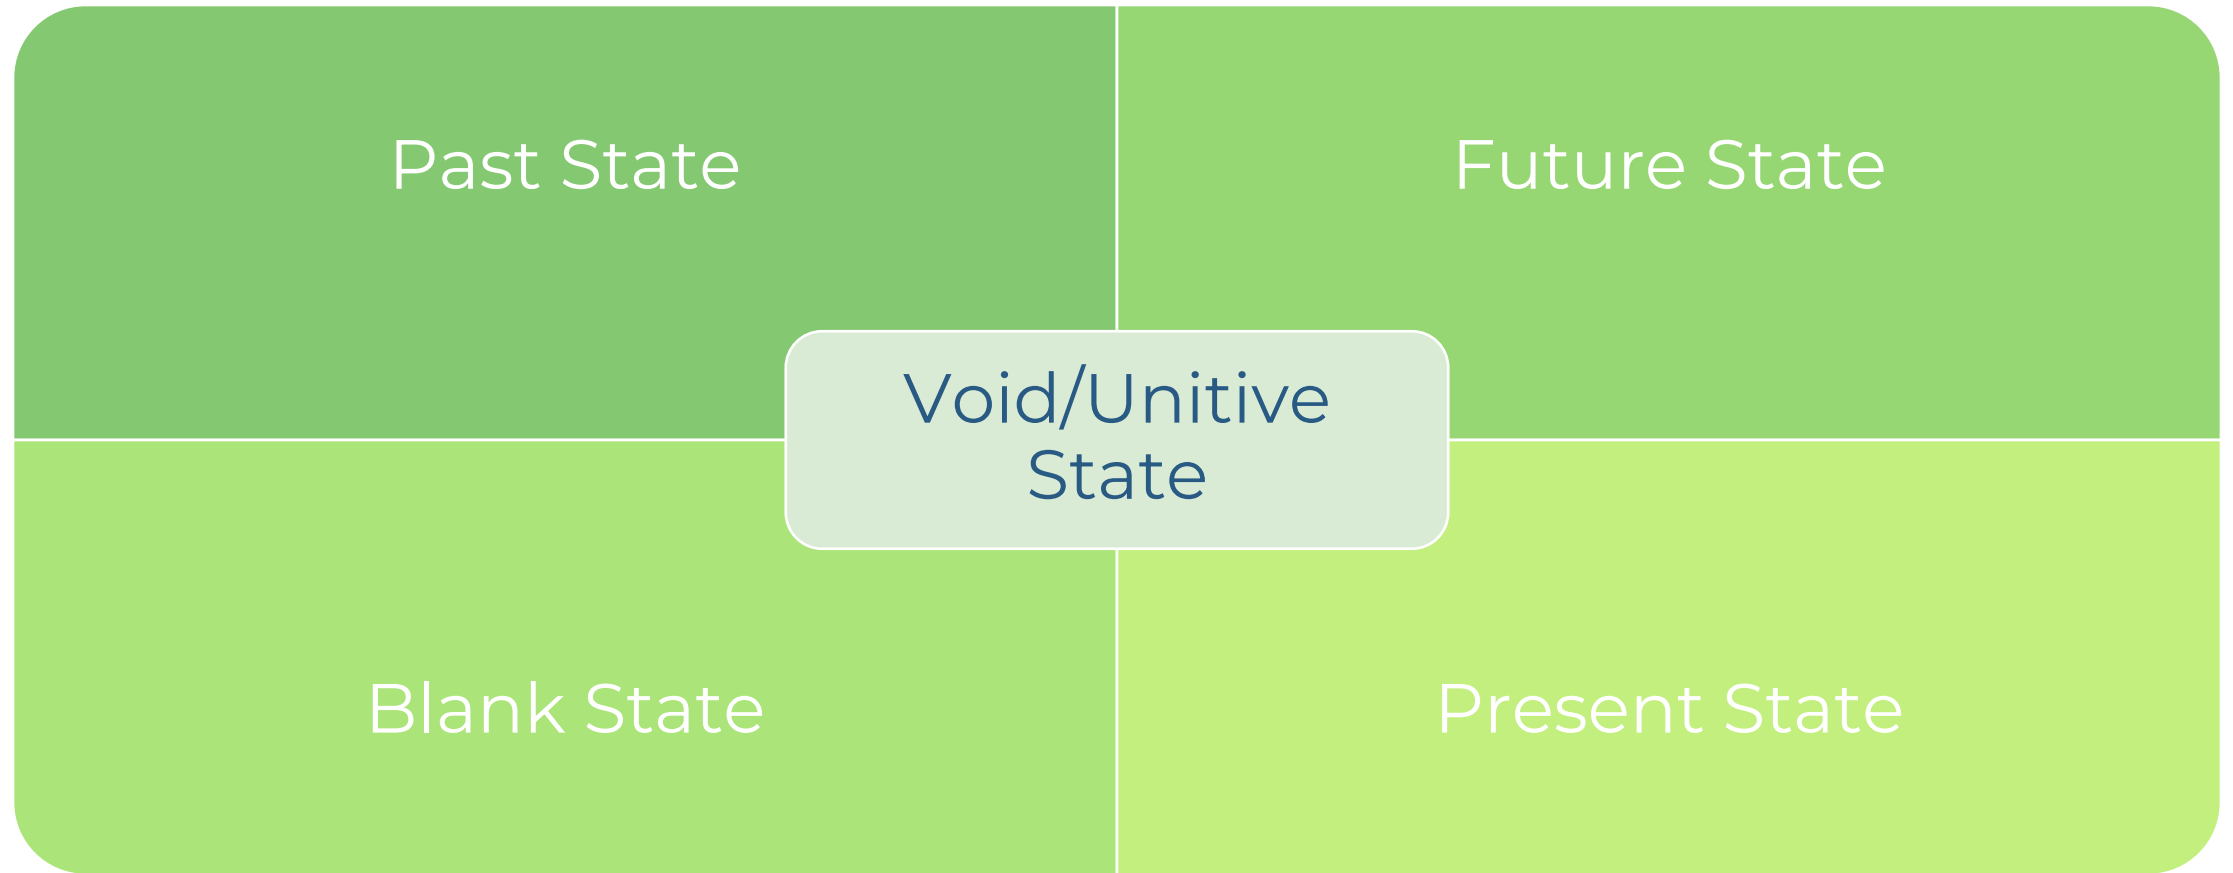 Past State
Future State
Void/Unitive
State
Blank State
Present State